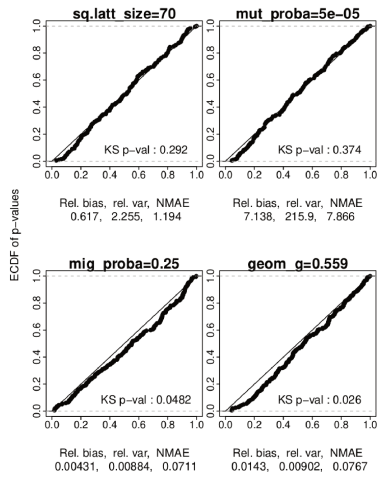 sq.latt_size=70
mut_proba=5e−05
0.0 0.2 0.4 0.6 0.8 1.0
0.0 0.2 0.4 0.6 0.8 1.0
KS p-val : 0.292
KS p-val : 0.374
0.0 0.2 0.4 0.6 0.8 1.0
0.0 0.2 0.4 0.6 0.8 1.0
Rel. bias, rel. var, NMAE
0.617, 2.255, 1.194
Rel. bias, rel. var, NMAE
7.138, 215.9, 7.866
ECDF of p-values
mig_proba=0.25
geom_g=0.559
0.0 0.2 0.4 0.6 0.8 1.0
0.0 0.2 0.4 0.6 0.8 1.0
KS p-val : 0.0482
KS p-val : 0.026
0.0 0.2 0.4 0.6 0.8 1.0
0.0 0.2 0.4 0.6 0.8 1.0
Rel. bias, rel. var, NMAE
0.00431, 0.00884, 0.0711
Rel. bias, rel. var, NMAE
0.0143, 0.00902, 0.0767